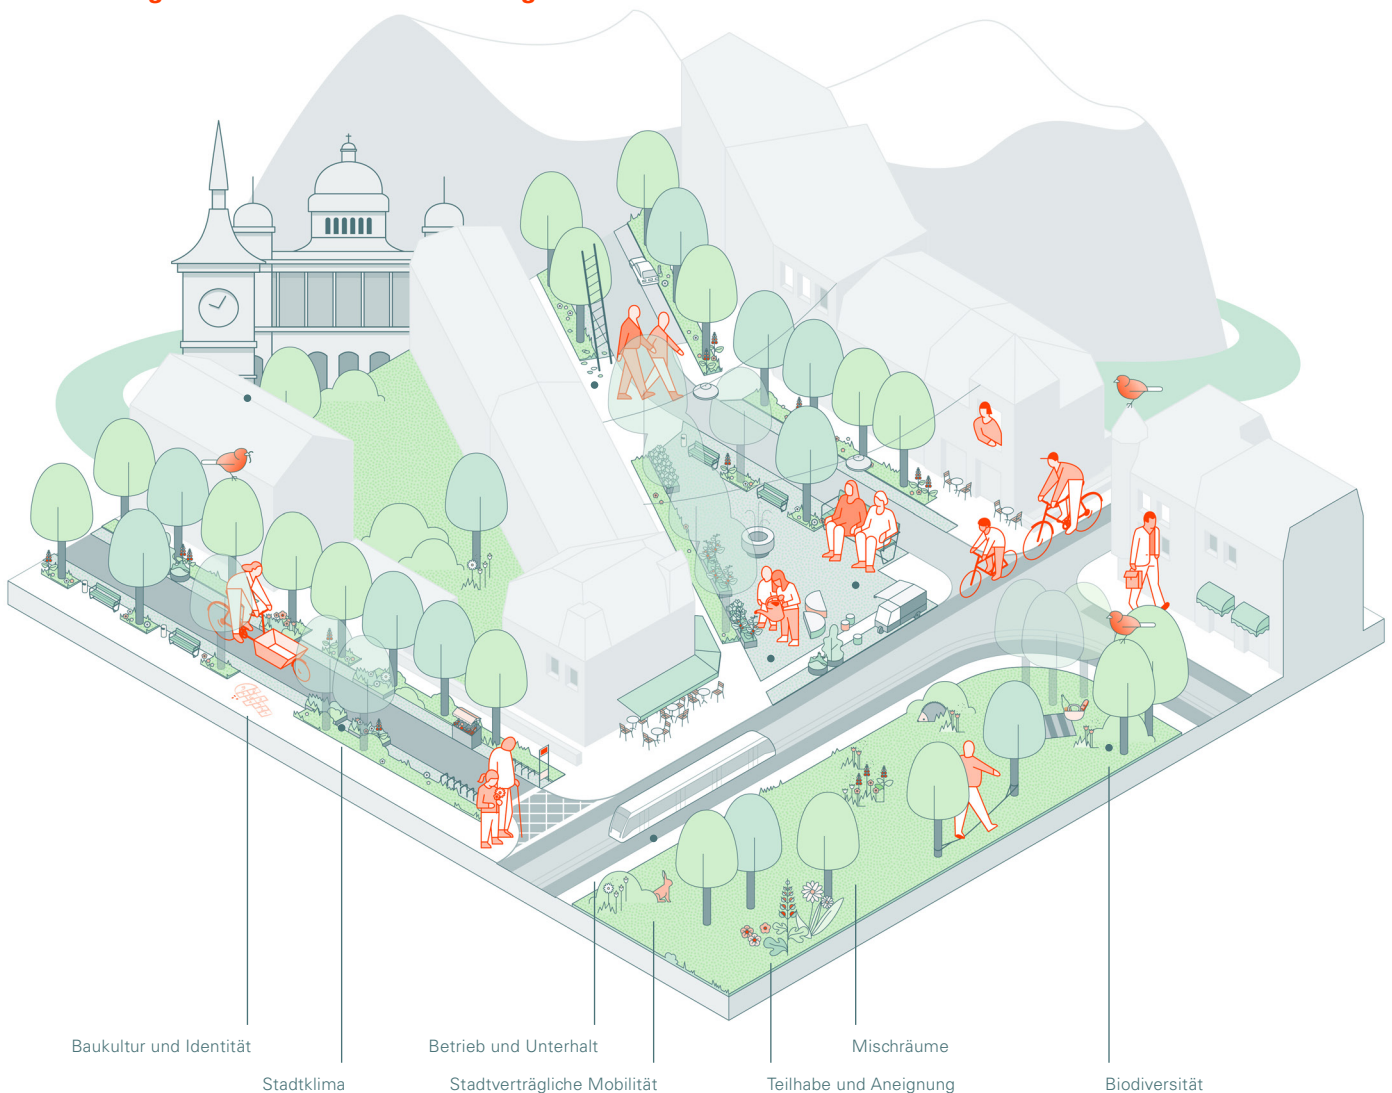 Baukultur und Identität
Betrieb und Unterhalt
Mischräume
Stadtklima
Stadtverträgliche Mobilität
Teilhabe und Aneignung
Biodiversität